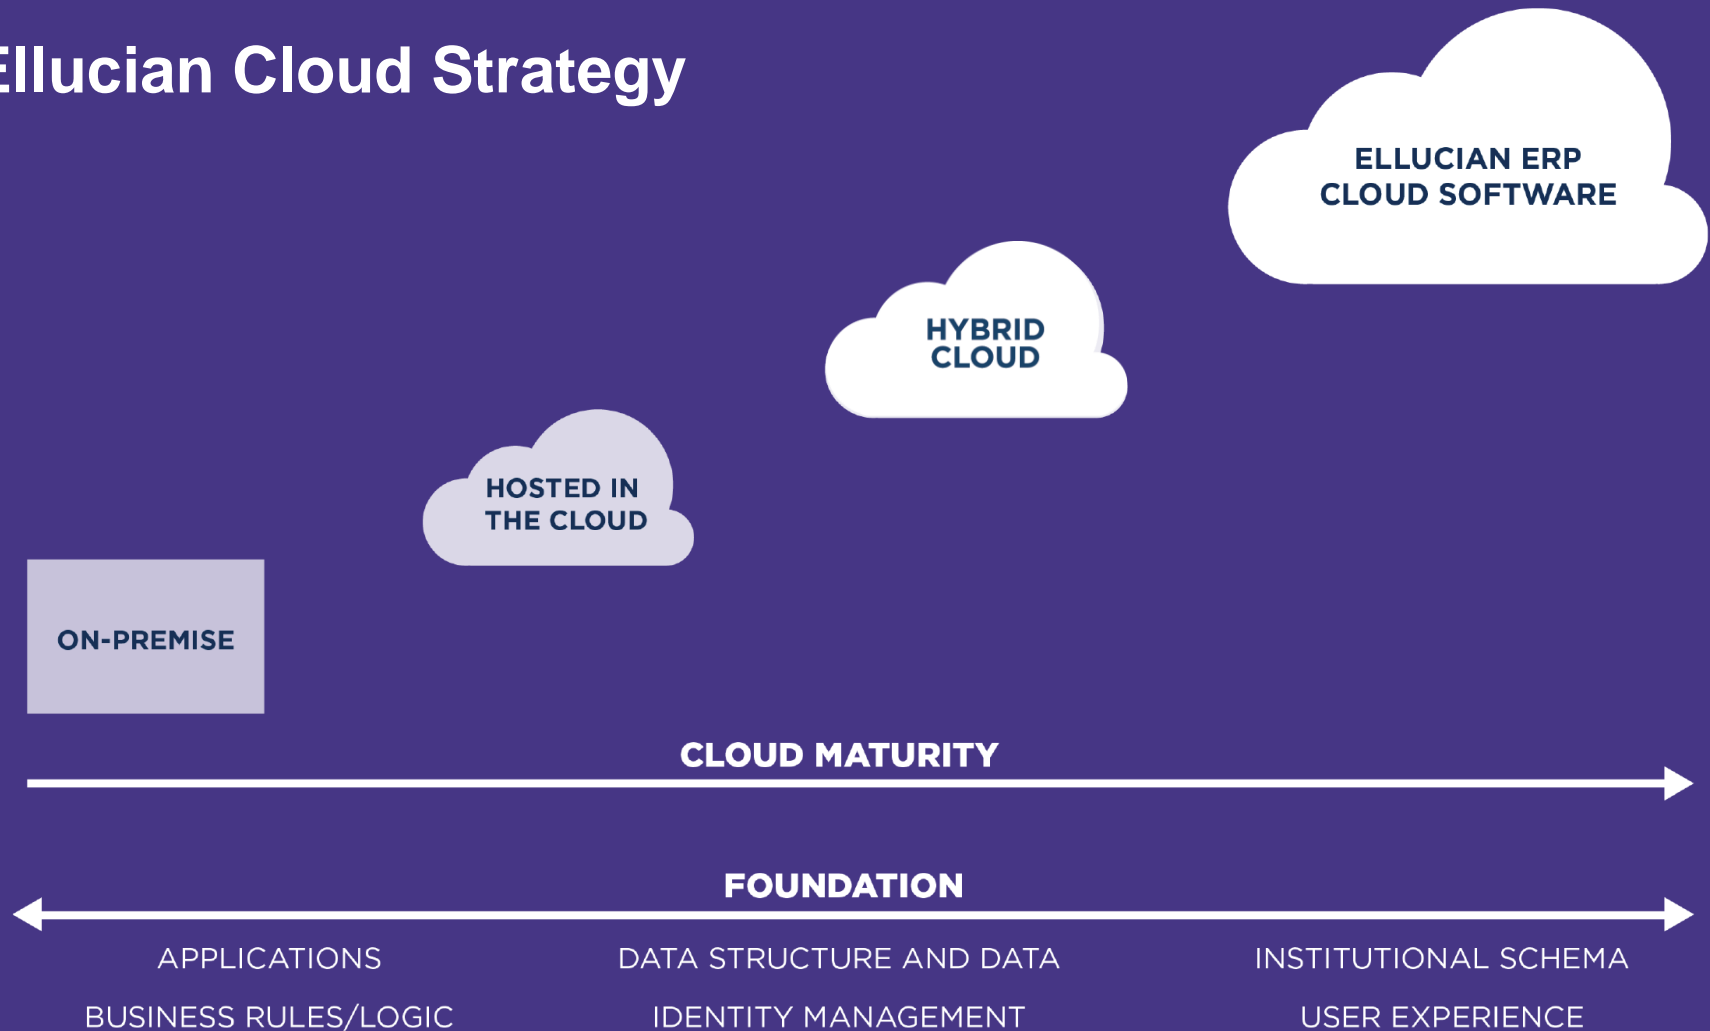 Ellucian Cloud Strategy
ELLUCIAN ERP
CLOUD SOFTWARE
HYBRID
CLOUD
HOSTED IN
THE CLOUD
ON-PREMISE
CLOUD MATURITY
FOUNDATION
APPLICATIONS
DATA STRUCTURE AND DATA
INSTITUTIONAL SCHEMA
BUSINESS RULES/LOGIC
IDENTITY MANAGEMENT
USER EXPERIENCE